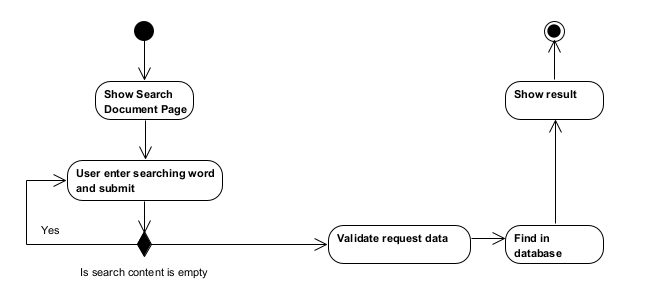 Show Search
Document Page
User enter searching word
and submit
Yes
Is search content is empty
Validate request data
Find in
database
Show result